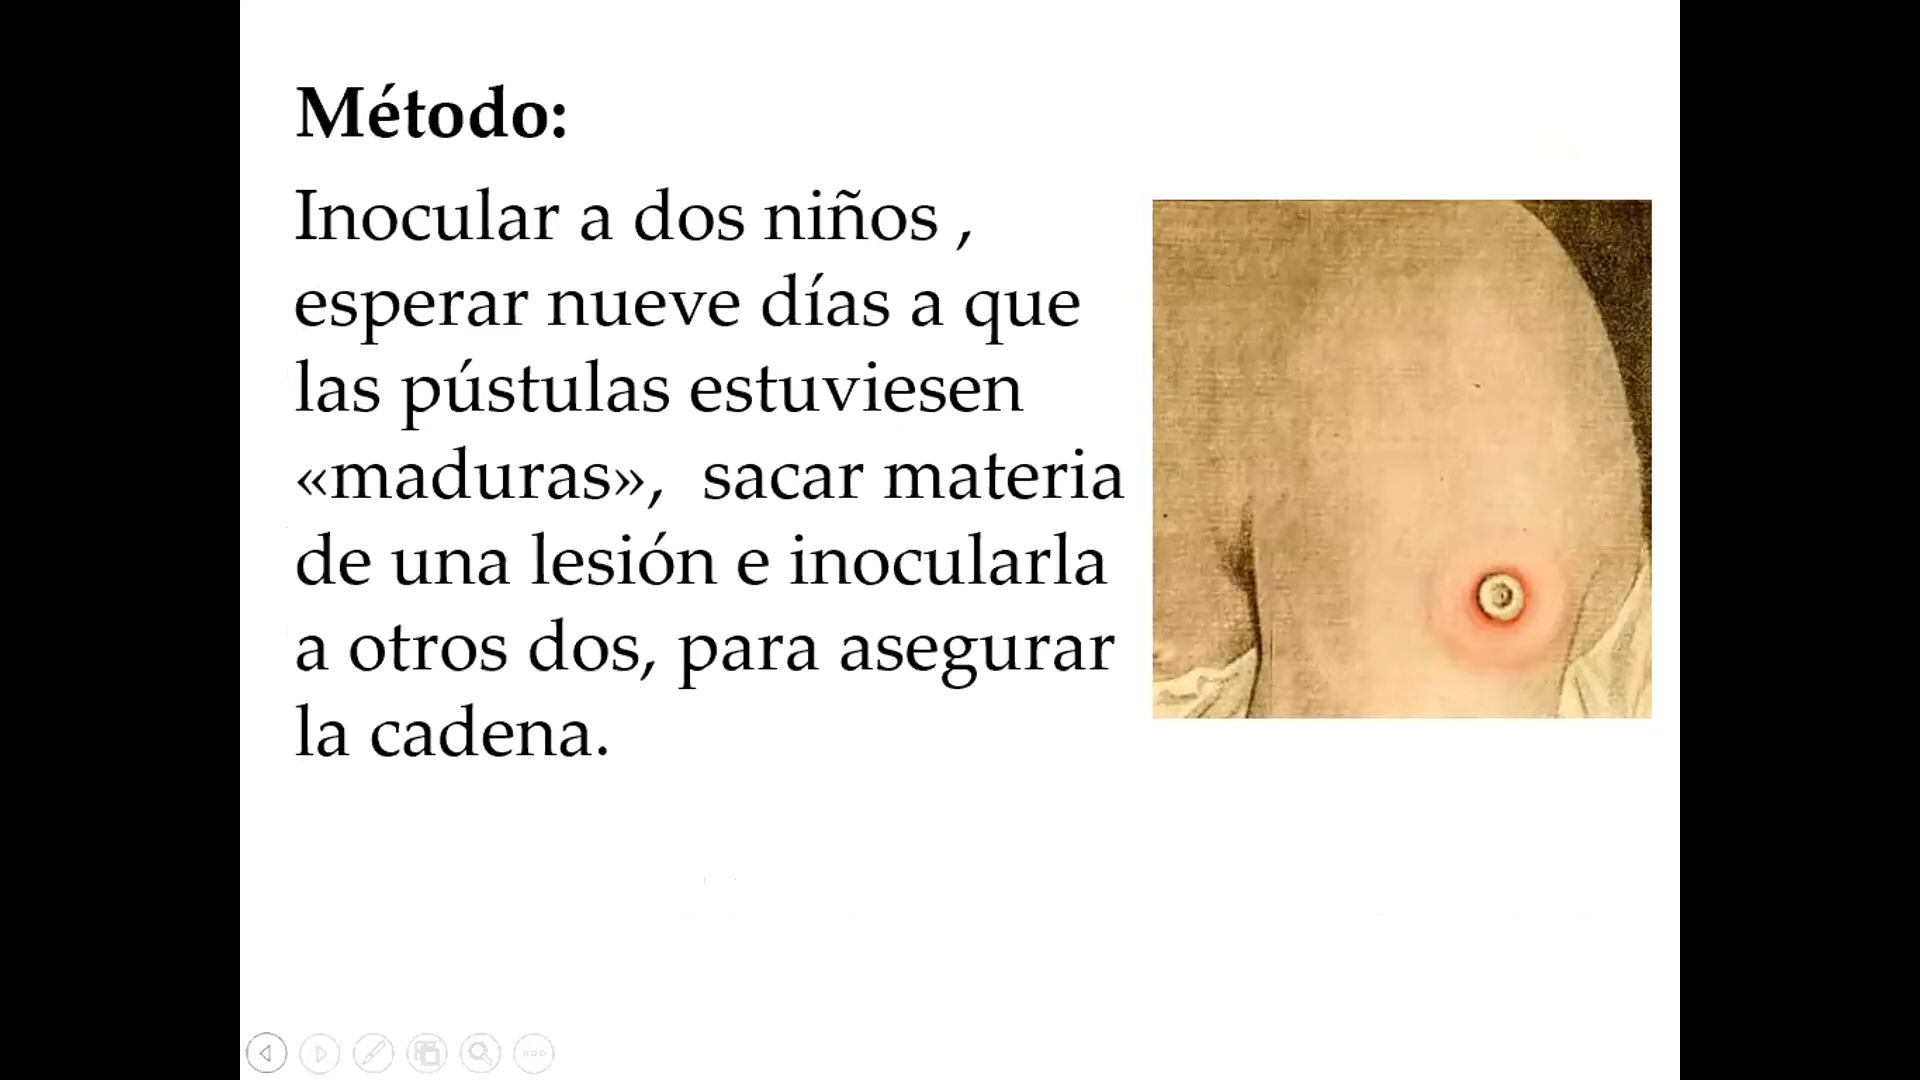 Método:
Inocular a dos niños ,
esperar nueve días a que
las pústulas estuviesen
«maduras»,  sacar materia
de una lesión e inocularla
a otros dos, para asegurar
la cadena.